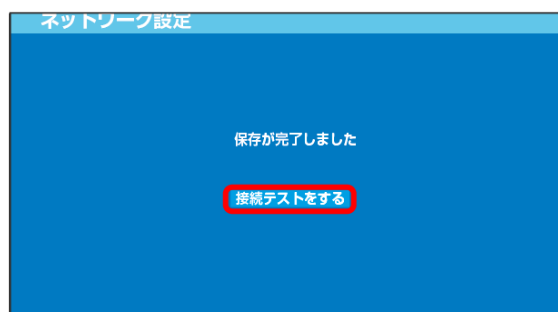 ネットワーク設定
保存が完了しました
接続テストをする